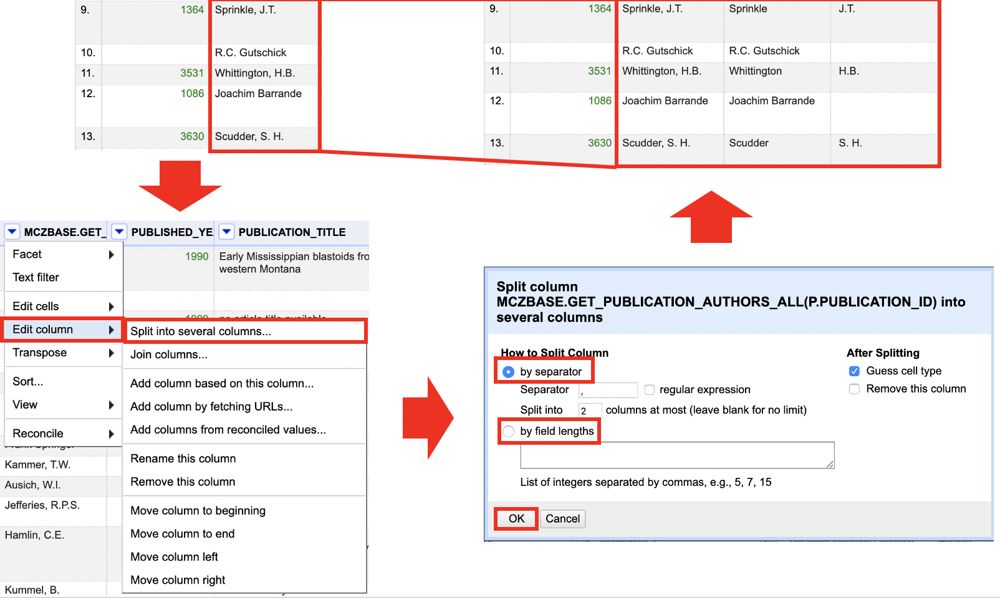 9. 1364 Sprinkle, J.T.
10. R.C. Gutschick
11. 3531 Whittington, H.B.
12. 1086 Joachim Barrande
13. 3630 Scudder, S. H.
9. 1364 Sprinkle, J.T. Sprinkle J.T.
10. R.C. Gutschick R.C. Gutschick
11. 3531 Whittington, H.B. Whittington H.B.
12. 1086 Joachim Barrande Joachim Barrande
13. 3630 Scudder, S. H. Scudder S. H.
MCZBASE.GET_ PUBLISHED_YE PUBLICATION_TITLE
1990 Early Mississippian blastoids fro
western Montana
Facet
Text filter
Edit cells
Edit column
Transpose
Sort...
View
Reconcile
Split into several columns...
Join columns...
Add column based on this column...
Add column by fetching URLs...
Add columns from reconciled values...
Rename this column
Remove this column
Move column to beginning
Move column to end
Move column left
Move column right
Kammer, T.W.
Ausich, W.I.
Jefferies, R.P.S.
Hamlin, C.E.
Kummel, B.
Split column
MCZBASE.GET_PUBLICATION_AUTHORS_ALL(P.PUBLICATION_ID) into
several columns
How to Split Column
by separator
Separator , regular expression
Split into 2 columns at most (leave blank for no limit)
by field lengths
List of integers separated by commas, e.g., 5, 7, 15
After Splitting
Guess cell type
Remove this column
OK Cancel